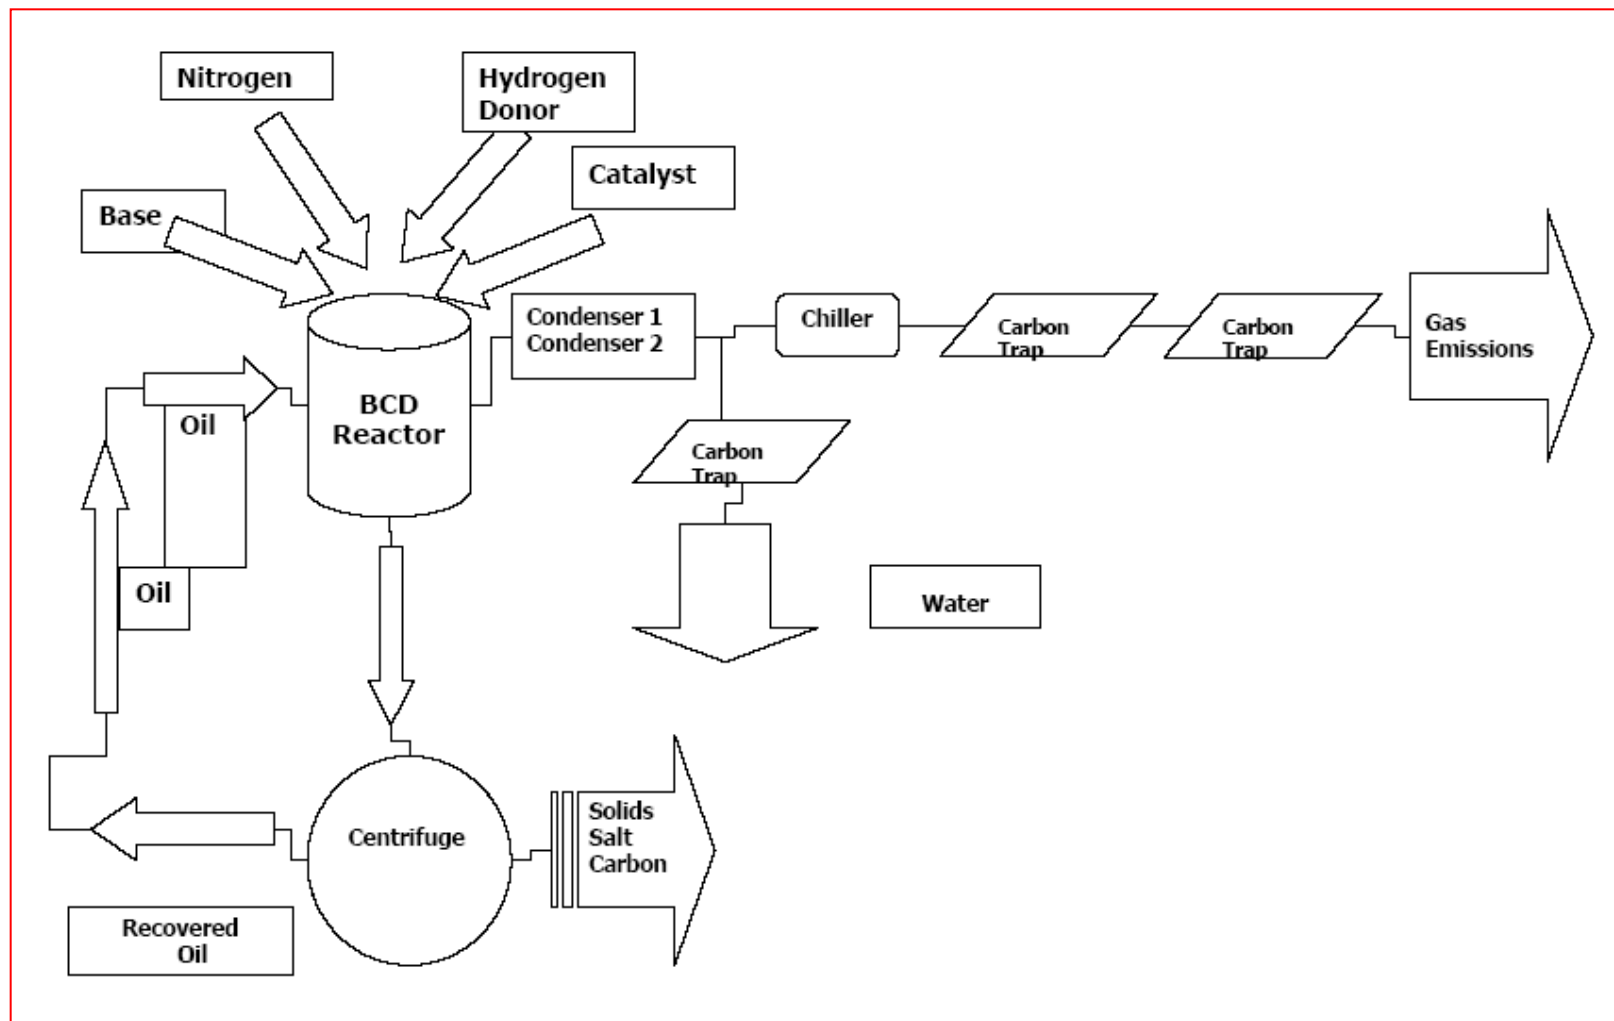 Nitrogen
Hydrogen
Donor
Catalyst
Base
Condenser 1
Condenser 2
Chiller
Carbon
Trap
Carbon
Trap
Gas
Emissions
BCD
Reactor
Oil
Carbon
Trap
Oil
Water
Solids
Salt
Carbon
Centrifuge
Recovered
Oil